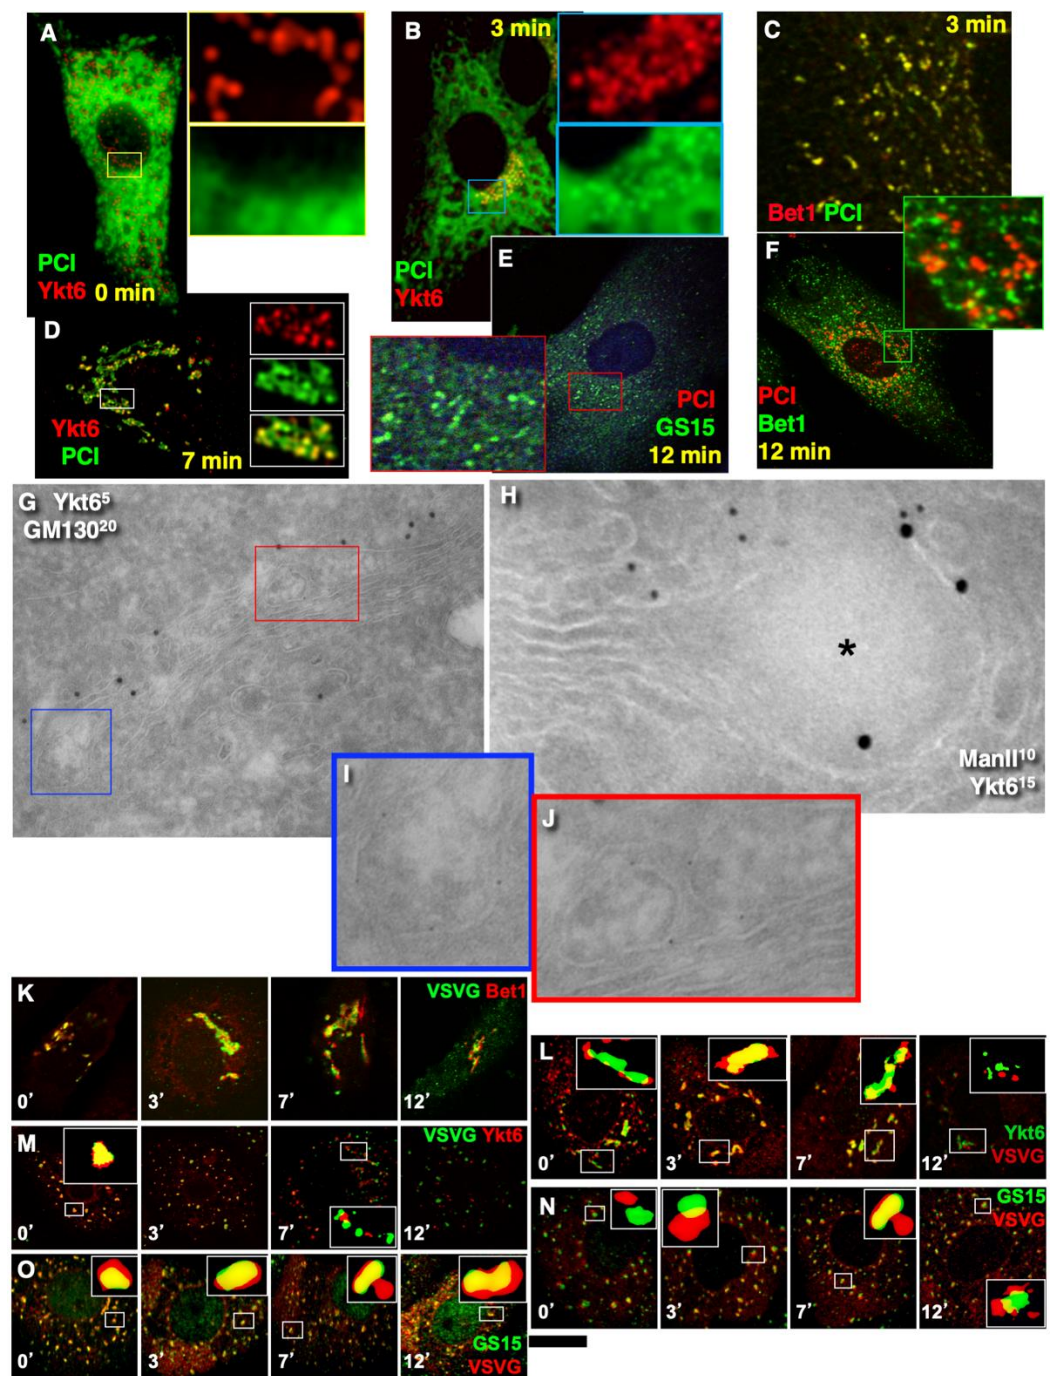 A
PCI
Ykt6
0 min
B
3 min
PCI
Ykt6
C
3 min
Bet1 PCI
D
Ykt6
PCI
7 min
E
PCI
GS15
12 min
F
PCI
Bet1
12 min
G Ykt6⁵
GM130²⁰
H
*
ManII¹⁰
Ykt6¹⁵
I
J
K
VSVG Bet1
0'
3'
7'
12'
L
Ykt6
VSVG
0'
3'
7'
12'
M
VSVG Ykt6
0'
3'
7'
12'
N
GS15
VSVG
0'
3'
7'
12'
O
GS15
VSVG
0'
3'
7'
12'